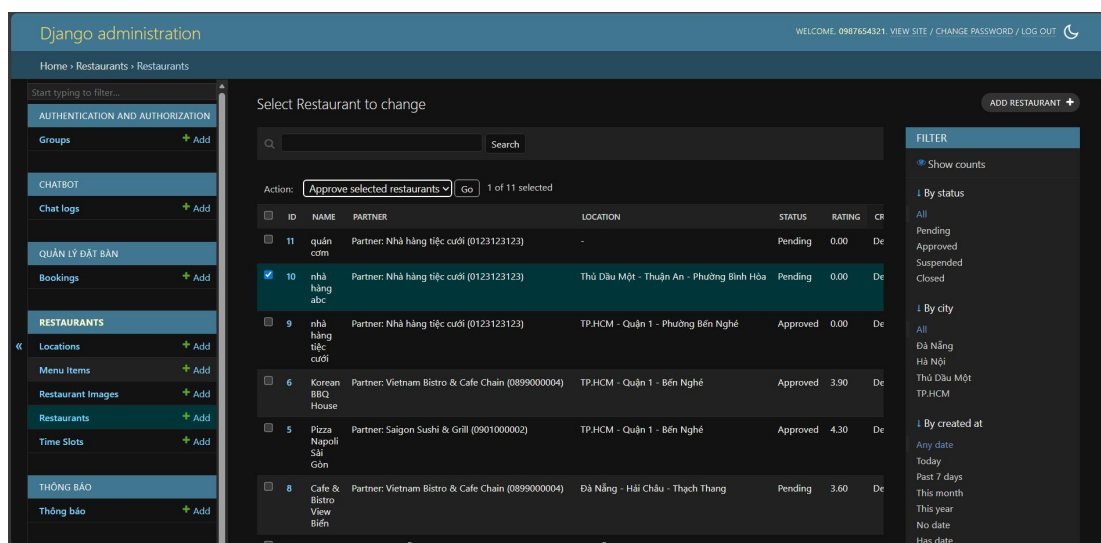 Django administration
WELCOME, 0987654321. VIEW SITE / CHANGE PASSWORD / LOG OUT
Home › Restaurants › Restaurants
Start typing to filter...
AUTHENTICATION AND AUTHORIZATION
Groups + Add
CHATBOT
Chat logs + Add
QUẢN LÝ ĐẶT BÀN
Bookings + Add
RESTAURANTS
«
Locations + Add
Menu Items + Add
Restaurant Images + Add
Restaurants + Add
Time Slots + Add
THÔNG BÁO
Thông báo + Add
Select Restaurant to change
ADD RESTAURANT +
Search
Action: Approve selected restaurants Go 1 of 11 selected
ID NAME PARTNER LOCATION STATUS RATING CR
11 quán Partner: Nhà hàng tiệc cưới (0123123123) - Pending 0.00 De
cơm
10 nhà Partner: Nhà hàng tiệc cưới (0123123123) Thủ Dầu Một - Thuận An - Phường Bình Hòa Pending 0.00 De
hàng
abc
9 nhà Partner: Nhà hàng tiệc cưới (0123123123) TP.HCM - Quận 1 - Phường Bến Nghé Approved 0.00 De
hàng
tiệc
cưới
6 Korean Partner: Vietnam Bistro & Cafe Chain (0899000004) TP.HCM - Quận 1 - Bến Nghé Approved 3.90 De
BBQ
House
5 Pizza Partner: Saigon Sushi & Grill (0901000002) TP.HCM - Quận 1 - Bến Nghé Approved 4.30 De
Napoli
Sài
Gòn
8 Cafe & Partner: Vietnam Bistro & Cafe Chain (0899000004) Đà Nẵng - Hải Châu - Thạch Thang Pending 3.60 De
Bistro
View
Biển
FILTER
Show counts
↓ By status
All
Pending
Approved
Suspended
Closed
↓ By city
All
Đà Nẵng
Hà Nội
Thủ Dầu Một
TP.HCM
↓ By created at
Any date
Today
Past 7 days
This month
This year
No date
Has date